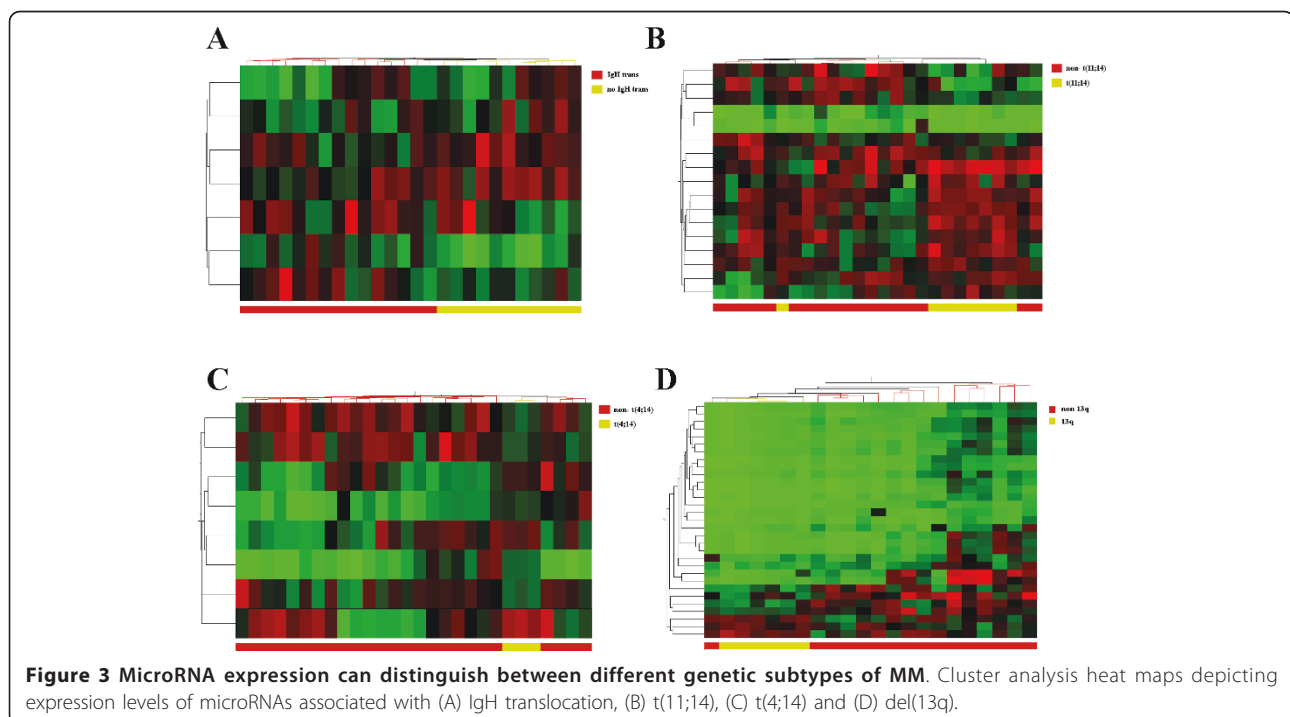 A
IgH trans
no IgH trans
B
non- t(11;14)
t(11;14)
C
non- t(4;14)
t(4;14)
D
non 13q
13q
Figure 3 MicroRNA expression can distinguish between different genetic subtypes of MM. Cluster analysis heat maps depicting
expression levels of microRNAs associated with (A) IgH translocation, (B) t(11;14), (C) t(4;14) and (D) del(13q).